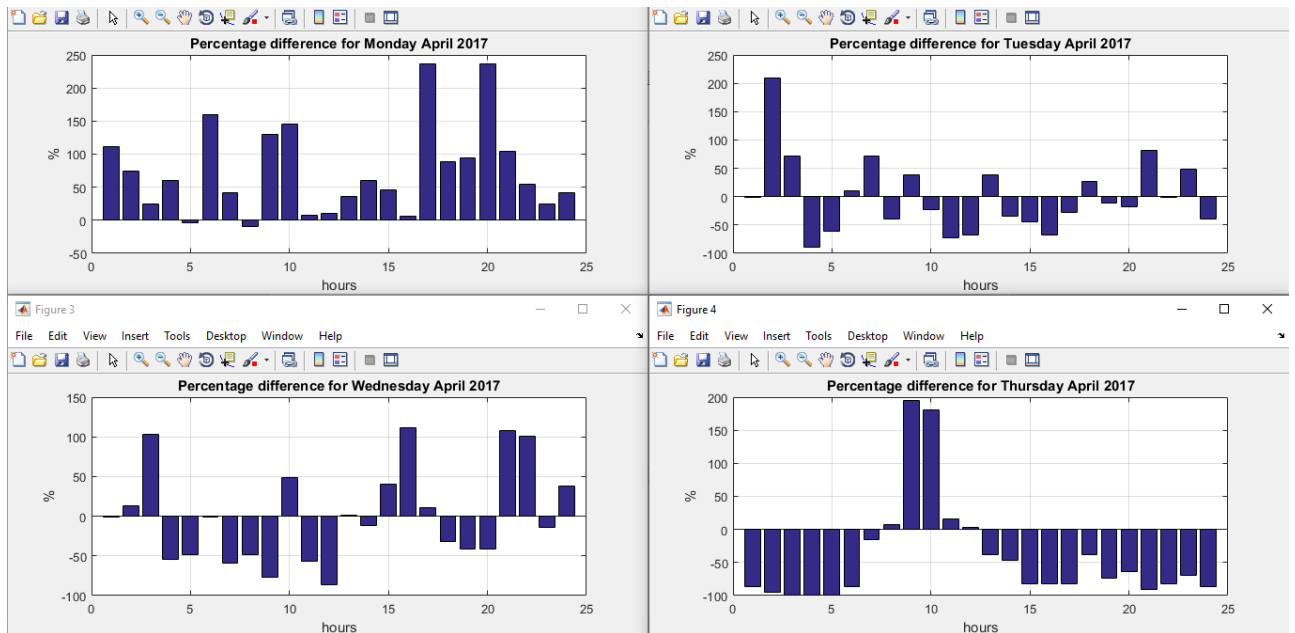 Percentage difference for Monday April 2017
250
200
150
100
50
0
-50
%
0 5 10 15 20 25
hours
Percentage difference for Tuesday April 2017
250
200
150
100
50
0
-50
-100
%
0 5 10 15 20 25
hours
Figure 3
File Edit View Insert Tools Desktop Window Help
Percentage difference for Wednesday April 2017
150
100
50
0
-50
-100
%
0 5 10 15 20 25
hours
Figure 4
File Edit View Insert Tools Desktop Window Help
Percentage difference for Thursday April 2017
200
150
100
50
0
-50
-100
%
0 5 10 15 20 25
hours